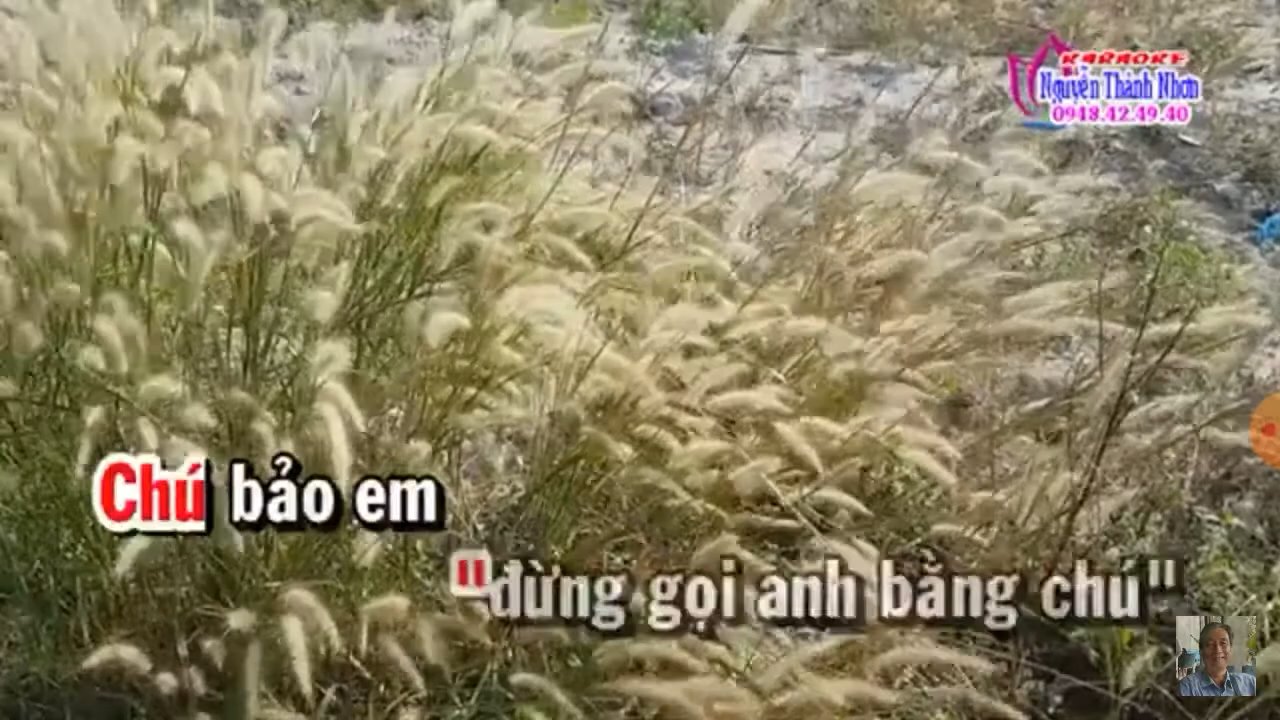 KARAOKE
Nguyễn Thành Nhơn
0948.42.49.40
Chú bảo em
"đừng gọi anh bằng chú"